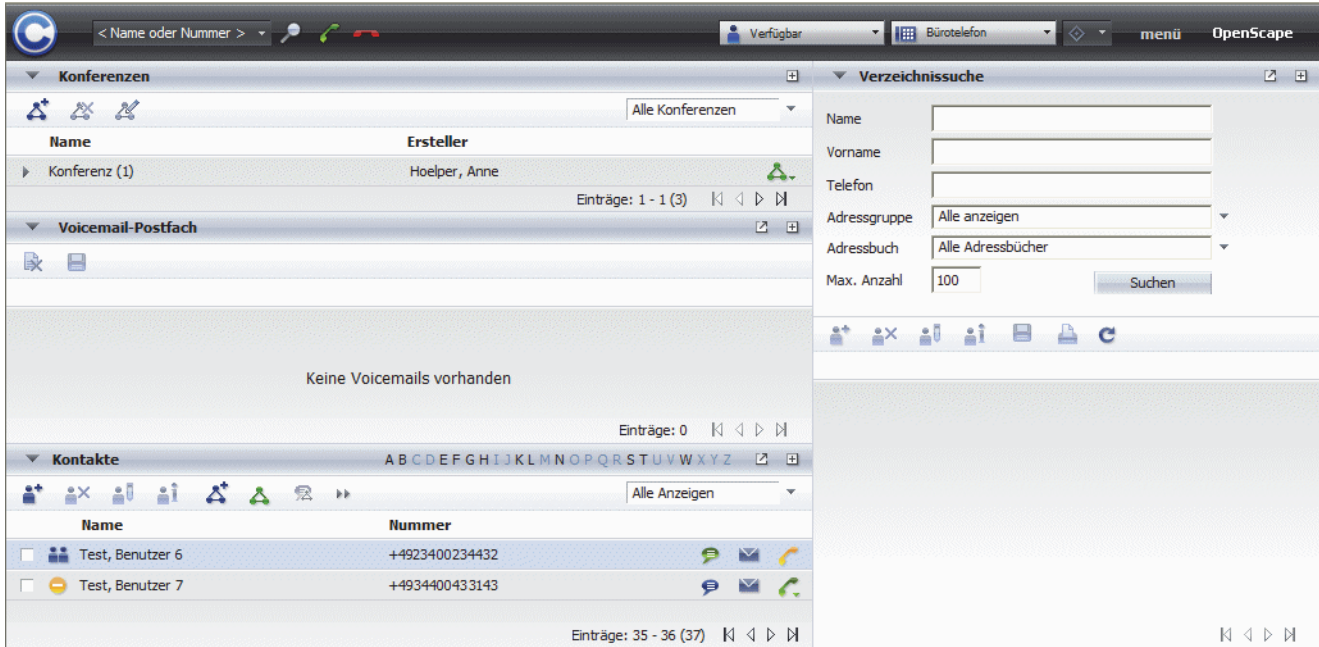 < Name oder Nummer >
Verfügbar
Bürotelefon
menü
OpenScape
Konferenzen
Alle Konferenzen
Name Ersteller
Konferenz (1) Hoelper, Anne
Einträge: 1 - 1 (3)
Voicemail-Postfach
Keine Voicemails vorhanden
Einträge: 0
Kontakte A B C D E F G H I J K L M N O P Q R S T U V W X Y Z
Alle Anzeigen
Name Nummer
Test, Benutzer 6 +4923400234432
Test, Benutzer 7 +4934400433143
Einträge: 35 - 36 (37)
Verzeichnissuche
Name
Vorname
Telefon
Adressgruppe Alle anzeigen
Adressbuch Alle Adressbücher
Max. Anzahl 100 Suchen